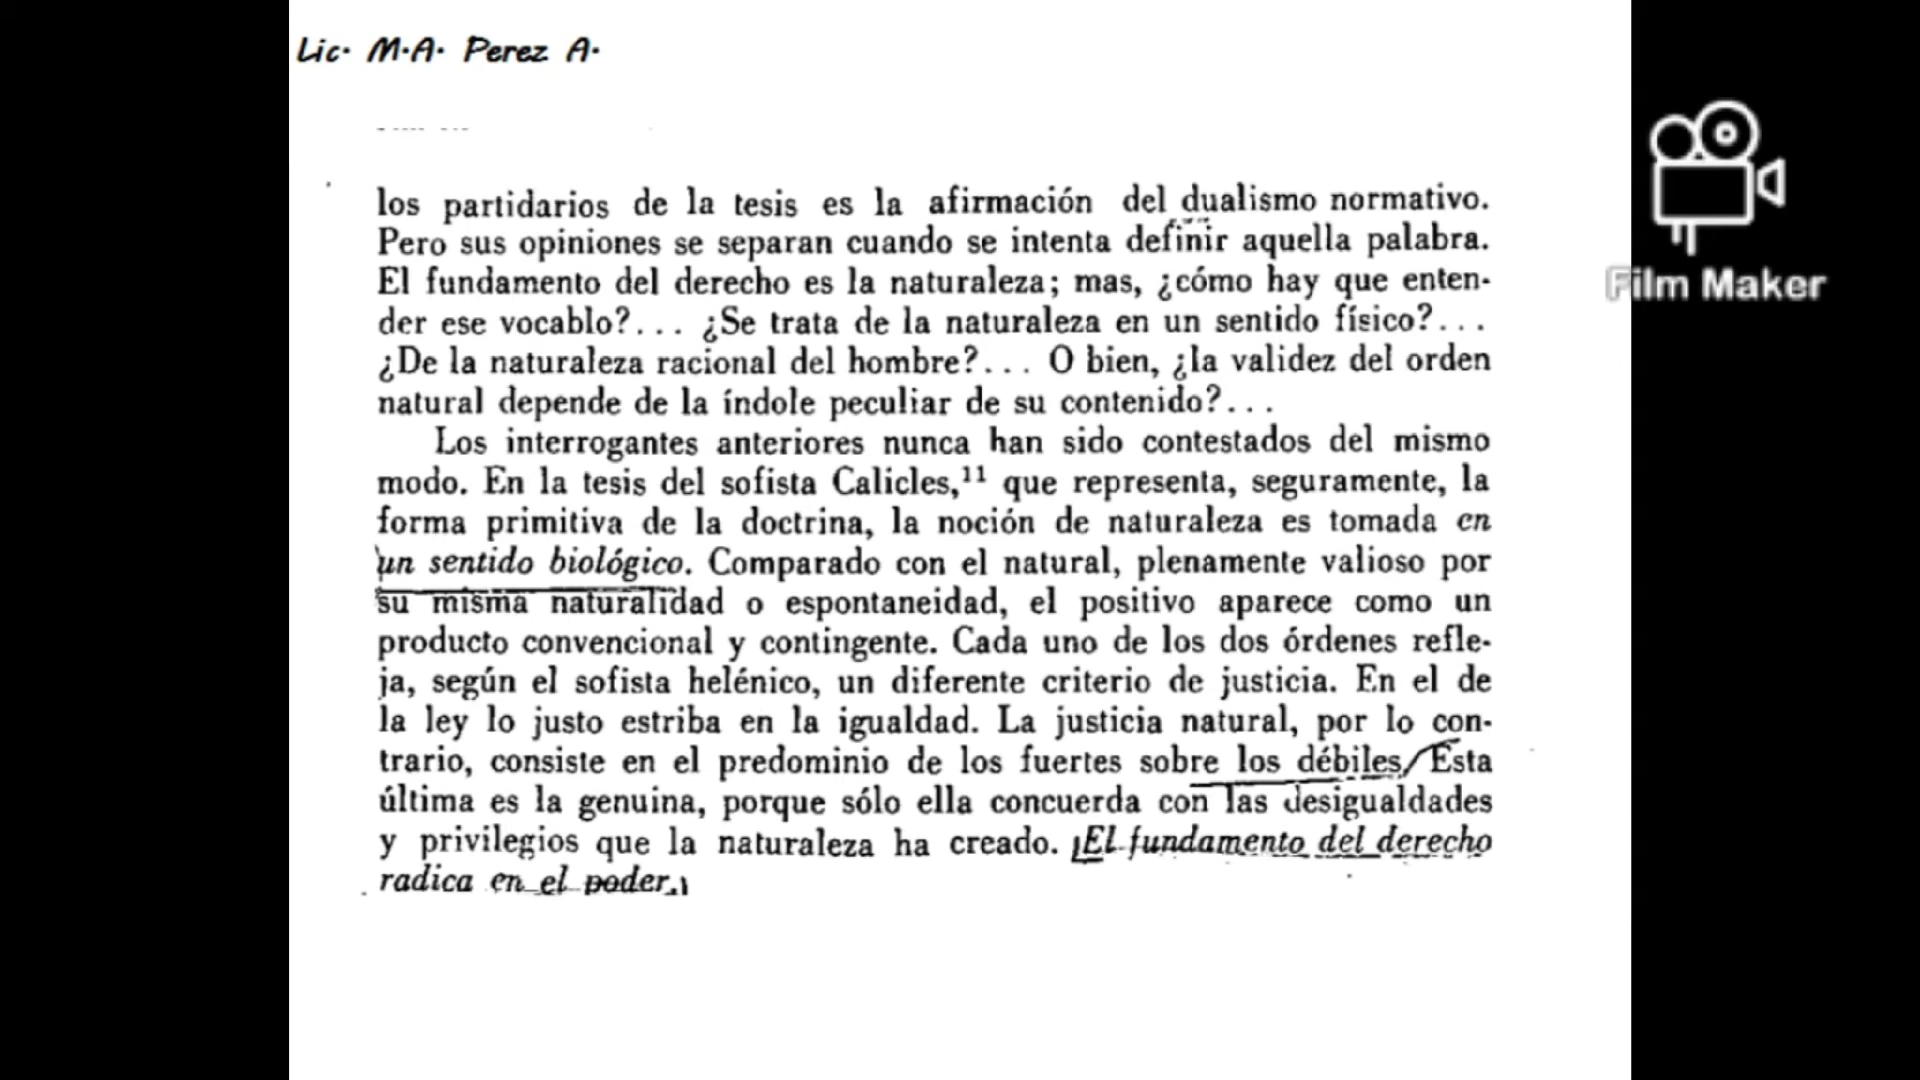 Lic. M.A. Perez A.
los partidarios de la tesis es la afirmación del dualismo normativo.
Pero sus opiniones se separan cuando se intenta definir aquella palabra.
El fundamento del derecho es la naturaleza; mas, ¿cómo hay que enten-
der ese vocablo?... ¿Se trata de la naturaleza en un sentido físico?...
¿De la naturaleza racional del hombre?... O bien, ¿la validez del orden
natural depende de la índole peculiar de su contenido?...
Los interrogantes anteriores nunca han sido contestados del mismo
modo. En la tesis del sofista Calicles,¹¹ que representa, seguramente, la
forma primitiva de la doctrina, la noción de naturaleza es tomada en
un sentido biológico. Comparado con el natural, plenamente valioso por
su misma naturalidad o espontaneidad, el positivo aparece como un
producto convencional y contingente. Cada uno de los dos órdenes refle-
ja, según el sofista helénico, un diferente criterio de justicia. En el de
la ley lo justo estriba en la igualdad. La justicia natural, por lo con-
trario, consiste en el predominio de los fuertes sobre los débiles. Esta
última es la genuina, porque sólo ella concuerda con las desigualdades
y privilegios que la naturaleza ha creado. El fundamento del derecho
radica en el poder.
Film Maker